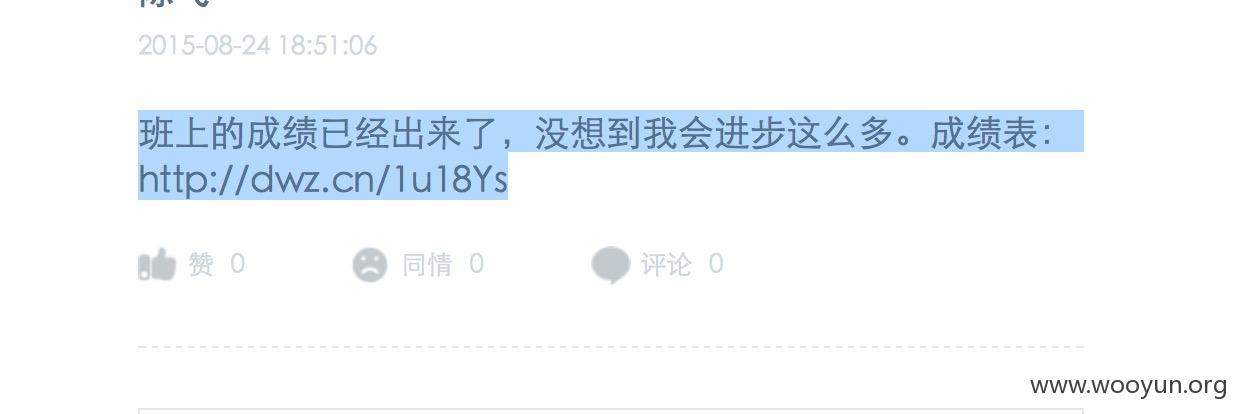 2015-08-24 18:51:06
班上的成绩已经出来了，没想到我会进步这么多。成绩表：
http://dwz.cn/1u18Ys
赞 0 同情 0 评论 0
www.wooyun.org